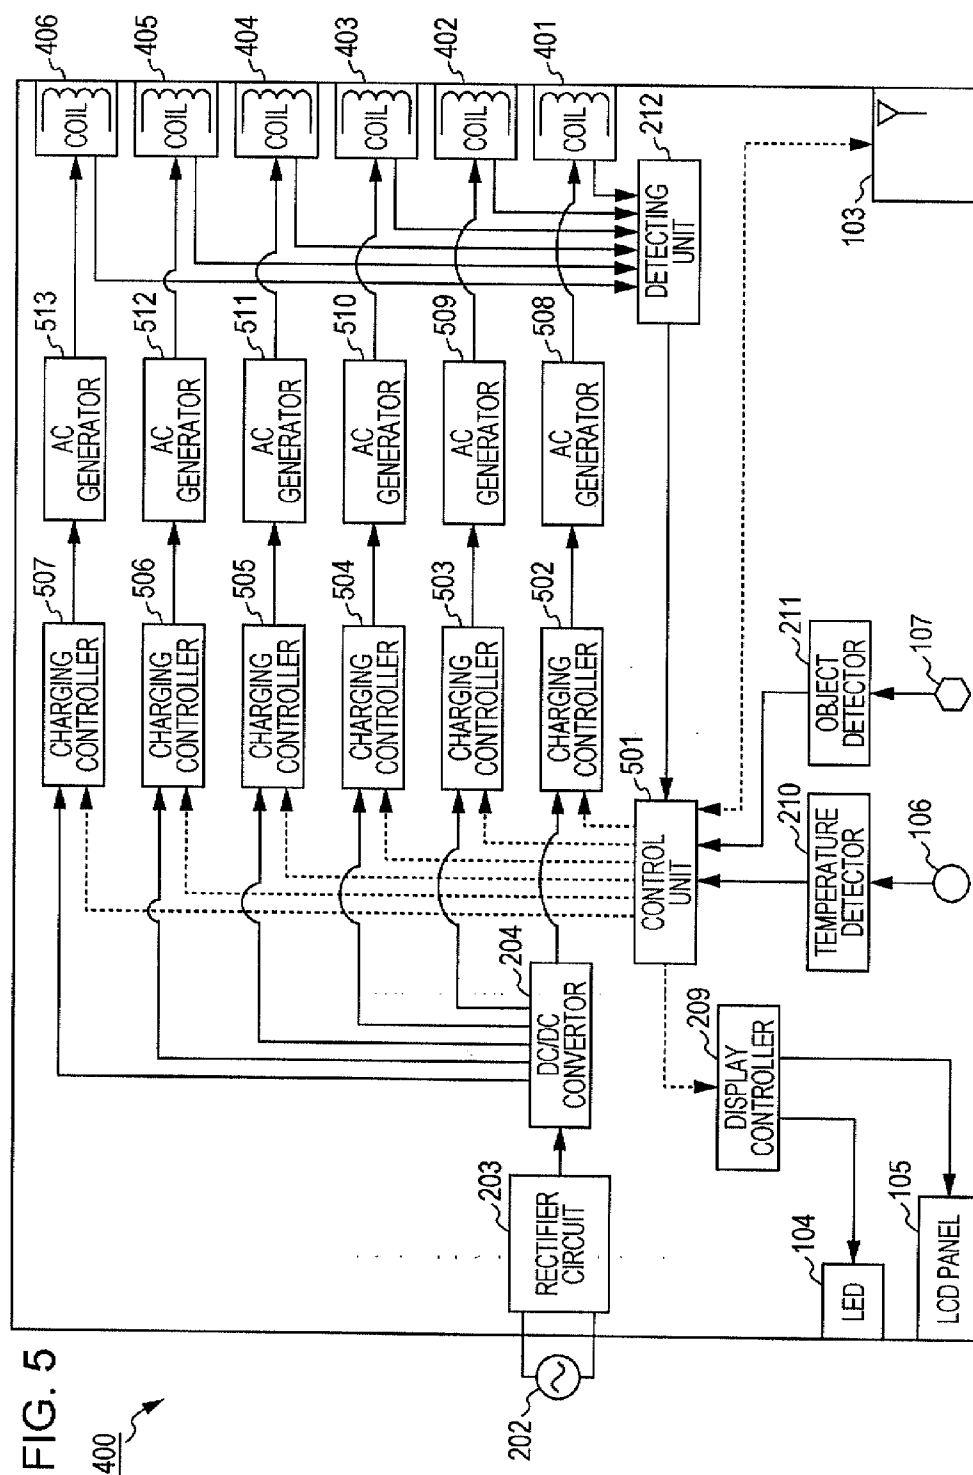 FIG. 5
400
406
405
404
403
402
401
COIL
COIL
COIL
COIL
COIL
COIL
212
DETECTING
UNIT
103
513
AC
GENERATOR
512
AC
GENERATOR
511
AC
GENERATOR
510
AC
GENERATOR
509
AC
GENERATOR
508
AC
GENERATOR
507
CHARGING
CONTROLLER
506
CHARGING
CONTROLLER
505
CHARGING
CONTROLLER
504
CHARGING
CONTROLLER
503
CHARGING
CONTROLLER
502
CHARGING
CONTROLLER
501
CONTROL
UNIT
211
OBJECT
DETECTOR
107
210
TEMPERATURE
DETECTOR
106
204
DC/DC
CONVERTOR
209
DISPLAY
CONTROLLER
203
RECTIFIER
CIRCUIT
202
104
LED
105
LCD PANEL